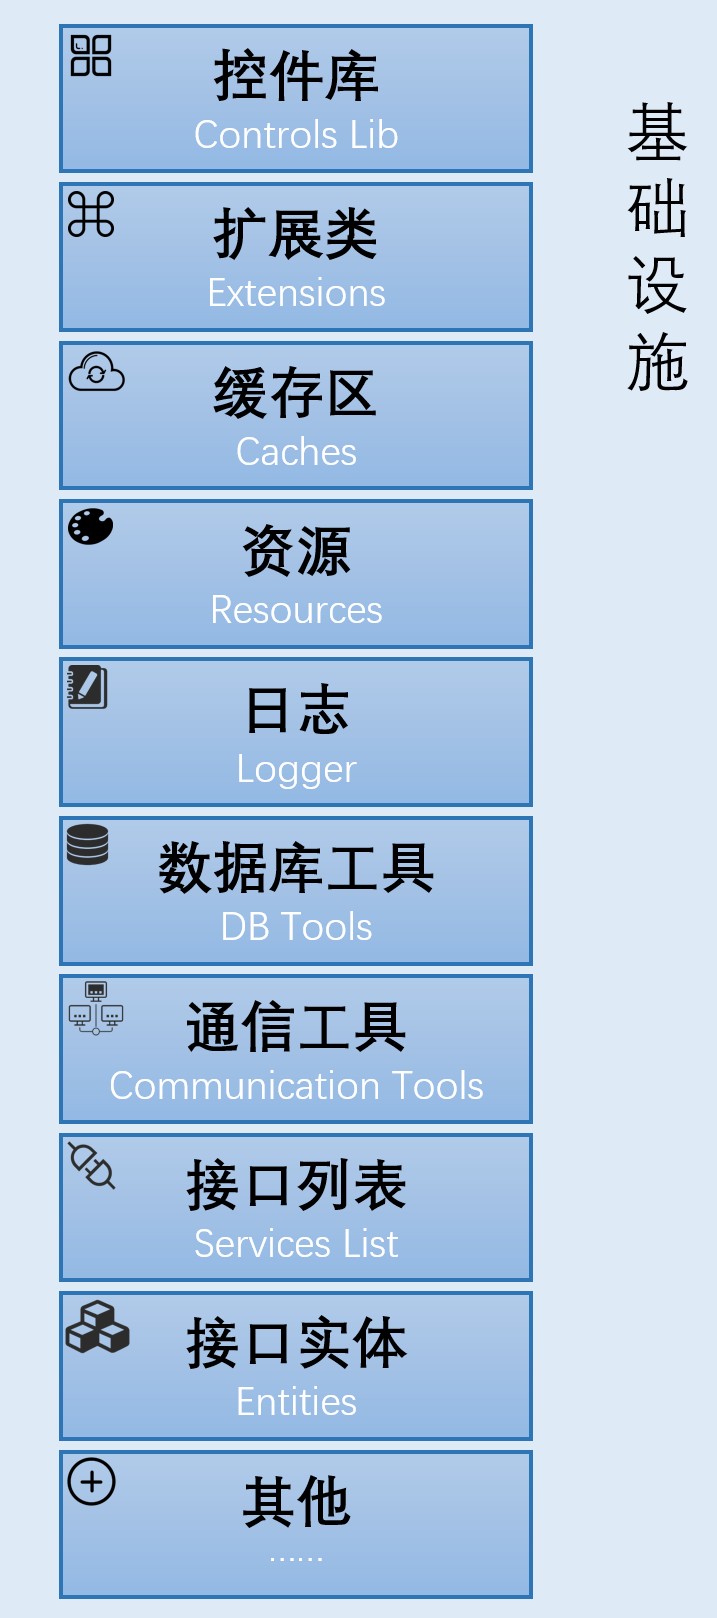 控件库
Controls Lib
扩展类
Extensions
缓存区
Caches
资源
Resources
日志
Logger
数据库工具
DB Tools
通信工具
Communication Tools
接口列表
Services List
接口实体
Entities
其他
……
基础设施